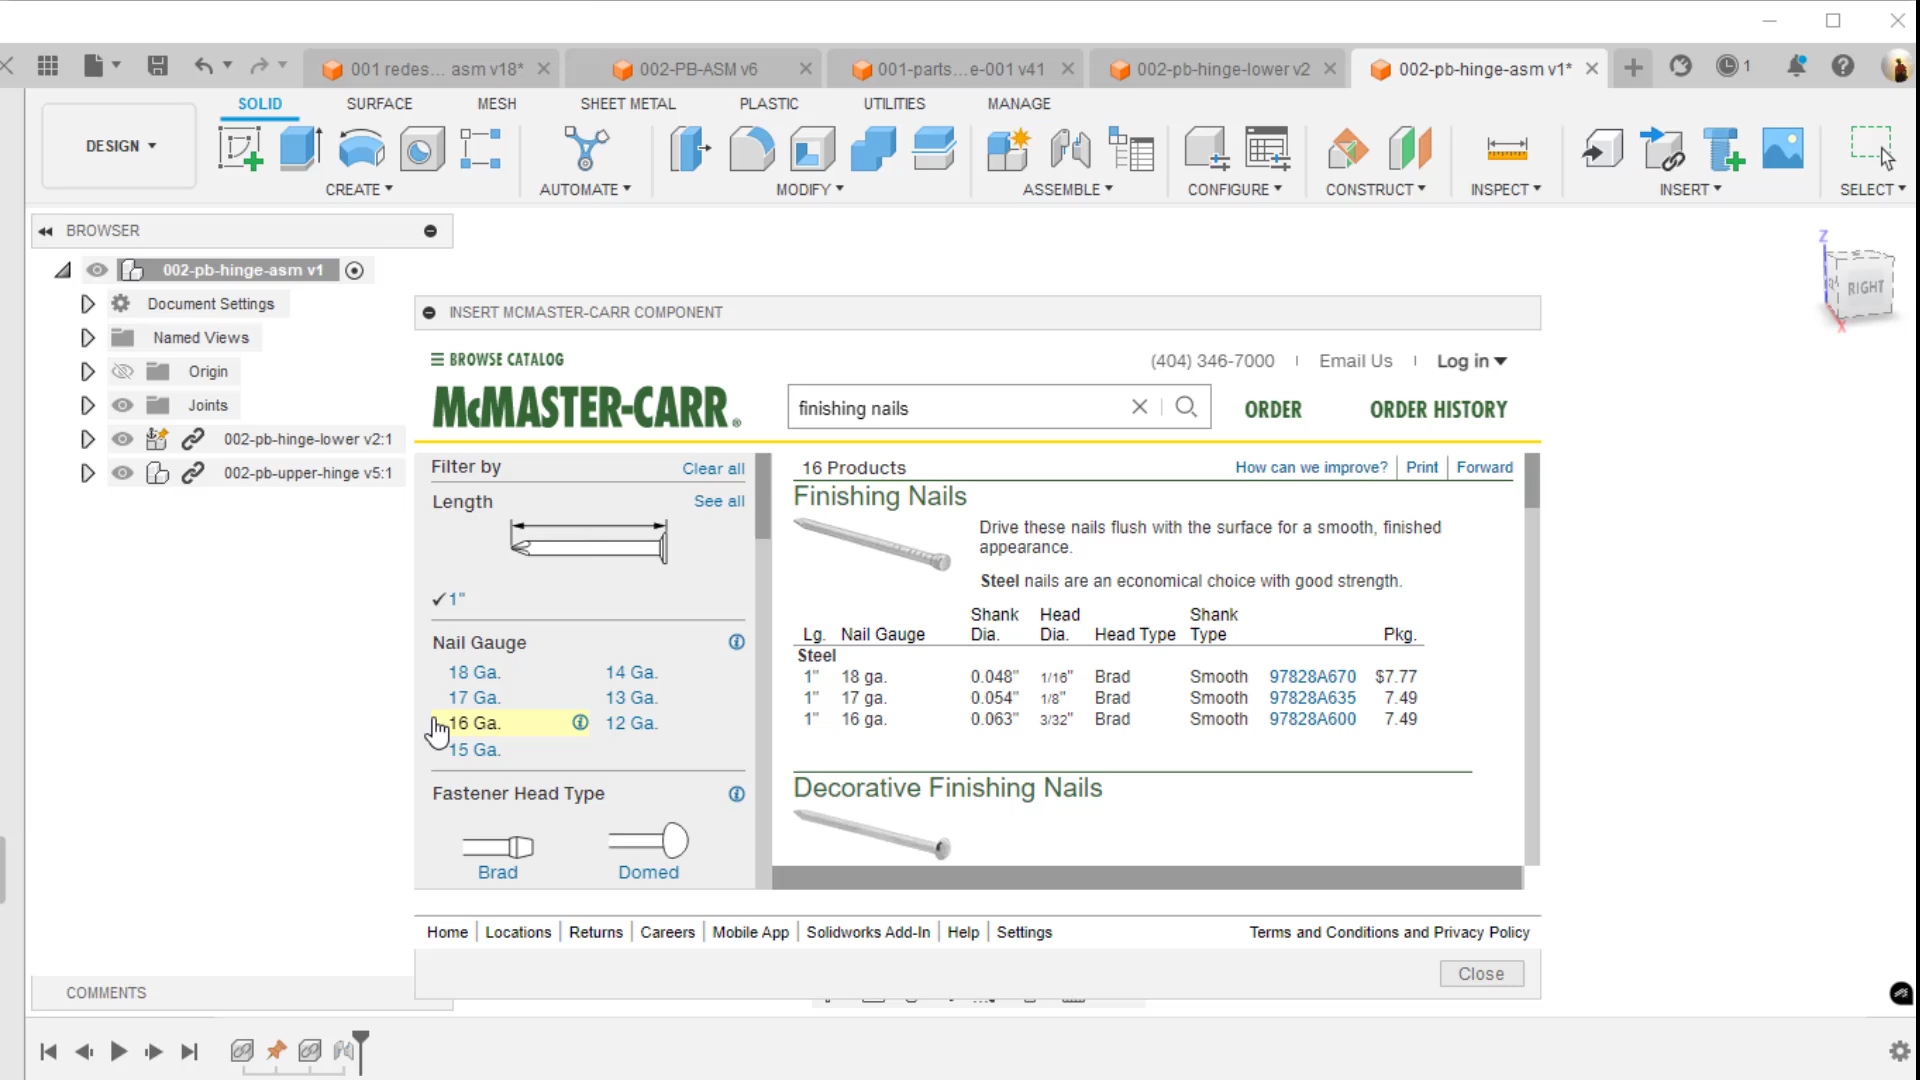 001 redes... asm v18*
002-PB-ASM v6
001-parts...e-001 v41
002-pb-hinge-lower v2
002-pb-hinge-asm v1*
1
SOLID
SURFACE
MESH
SHEET METAL
PLASTIC
UTILITIES
MANAGE
DESIGN
CREATE
AUTOMATE
MODIFY
ASSEMBLE
CONFIGURE
CONSTRUCT
INSPECT
INSERT
SELECT
BROWSER
002-pb-hinge-asm v1
Document Settings
Named Views
Origin
Joints
002-pb-hinge-lower v2:1
002-pb-upper-hinge v5:1
Z
RIGHT
X
INSERT MCMASTER-CARR COMPONENT
BROWSE CATALOG
(404) 346-7000
Email Us
Log in
McMASTER-CARR®
finishing nails
ORDER
ORDER HISTORY
Filter by
Clear all
Length
See all
1"
Nail Gauge
18 Ga.
14 Ga.
17 Ga.
13 Ga.
16 Ga.
12 Ga.
15 Ga.
Fastener Head Type
Brad
Domed
16 Products
How can we improve?
Print
Forward
Finishing Nails
Drive these nails flush with the surface for a smooth, finished
appearance.
Steel nails are an economical choice with good strength.
Lg. Nail Gauge Shank Dia. Head Dia. Head Type Shank Type Pkg.
Steel
1" 18 ga. 0.048" 1/16" Brad Smooth 97828A670 $7.77
1" 17 ga. 0.054" 1/8" Brad Smooth 97828A635 7.49
1" 16 ga. 0.063" 3/32" Brad Smooth 97828A600 7.49
Decorative Finishing Nails
Home
Locations
Returns
Careers
Mobile App
Solidworks Add-In
Help
Settings
Terms and Conditions and Privacy Policy
Close
COMMENTS